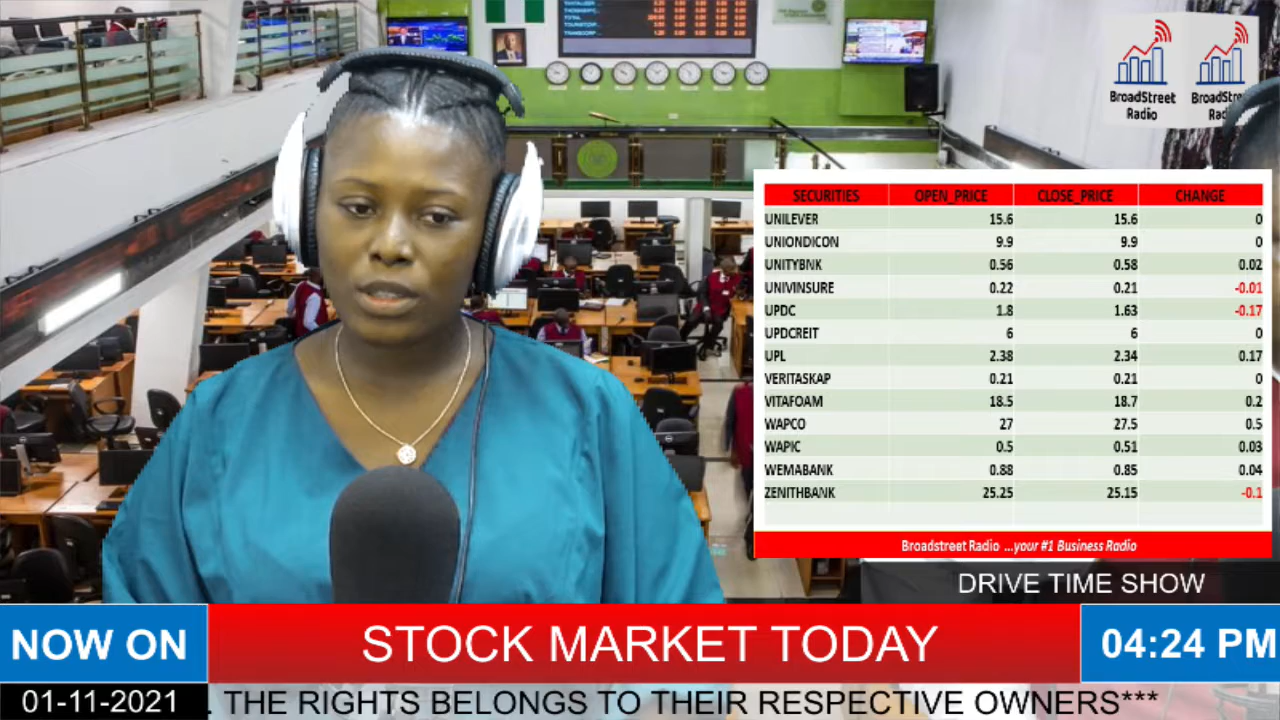 BroadStreet
Radio
BroadStre
Ra
SECURITIES OPEN_PRICE CLOSE_PRICE CHANGE
UNILEVER 15.6 15.6 0
UNIONDICON 9.9 9.9 0
UNITYBNK 0.56 0.58 0.02
UNIVINSURE 0.22 0.21 -0.01
UPDC 1.8 1.63 -0.17
UPDCREIT 6 6 0
UPL 2.38 2.34 0.17
VERITASKAP 0.21 0.21 0
VITAFOAM 18.5 18.7 0.2
WAPCO 27 27.5 0.5
WAPIC 0.5 0.51 0.03
WEMABANK 0.88 0.85 0.04
ZENITHBANK 25.25 25.15 -0.1
Broadstreet Radio ...your #1 Business Radio
DRIVE TIME SHOW
NOW ON STOCK MARKET TODAY 04:24 PM
01-11-2021 . THE RIGHTS BELONGS TO THEIR RESPECTIVE OWNERS***